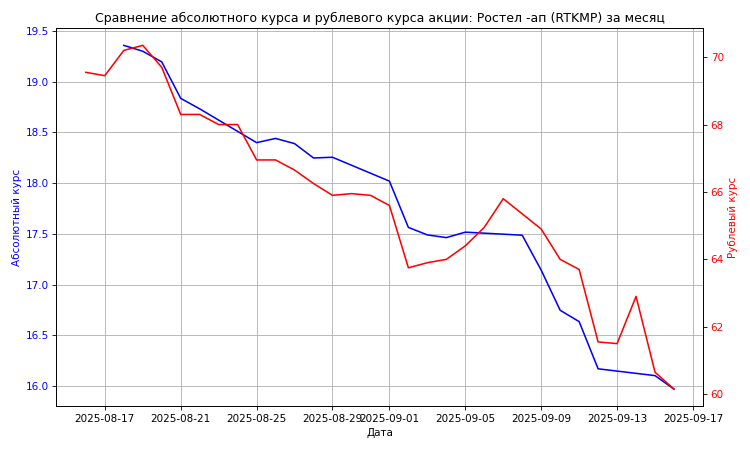 Сравнение абсолютного курса и рублевого курса акции: Ростел -ап (RTKMP) за месяц
19.5
19.0
18.5
18.0
17.5
17.0
16.5
16.0
Абсолютный курс
70
68
66
64
62
60
Рублевый курс
2025-08-17 2025-08-21 2025-08-25 2025-08-29 2025-09-01 2025-09-05 2025-09-09 2025-09-13 2025-09-17
Дата